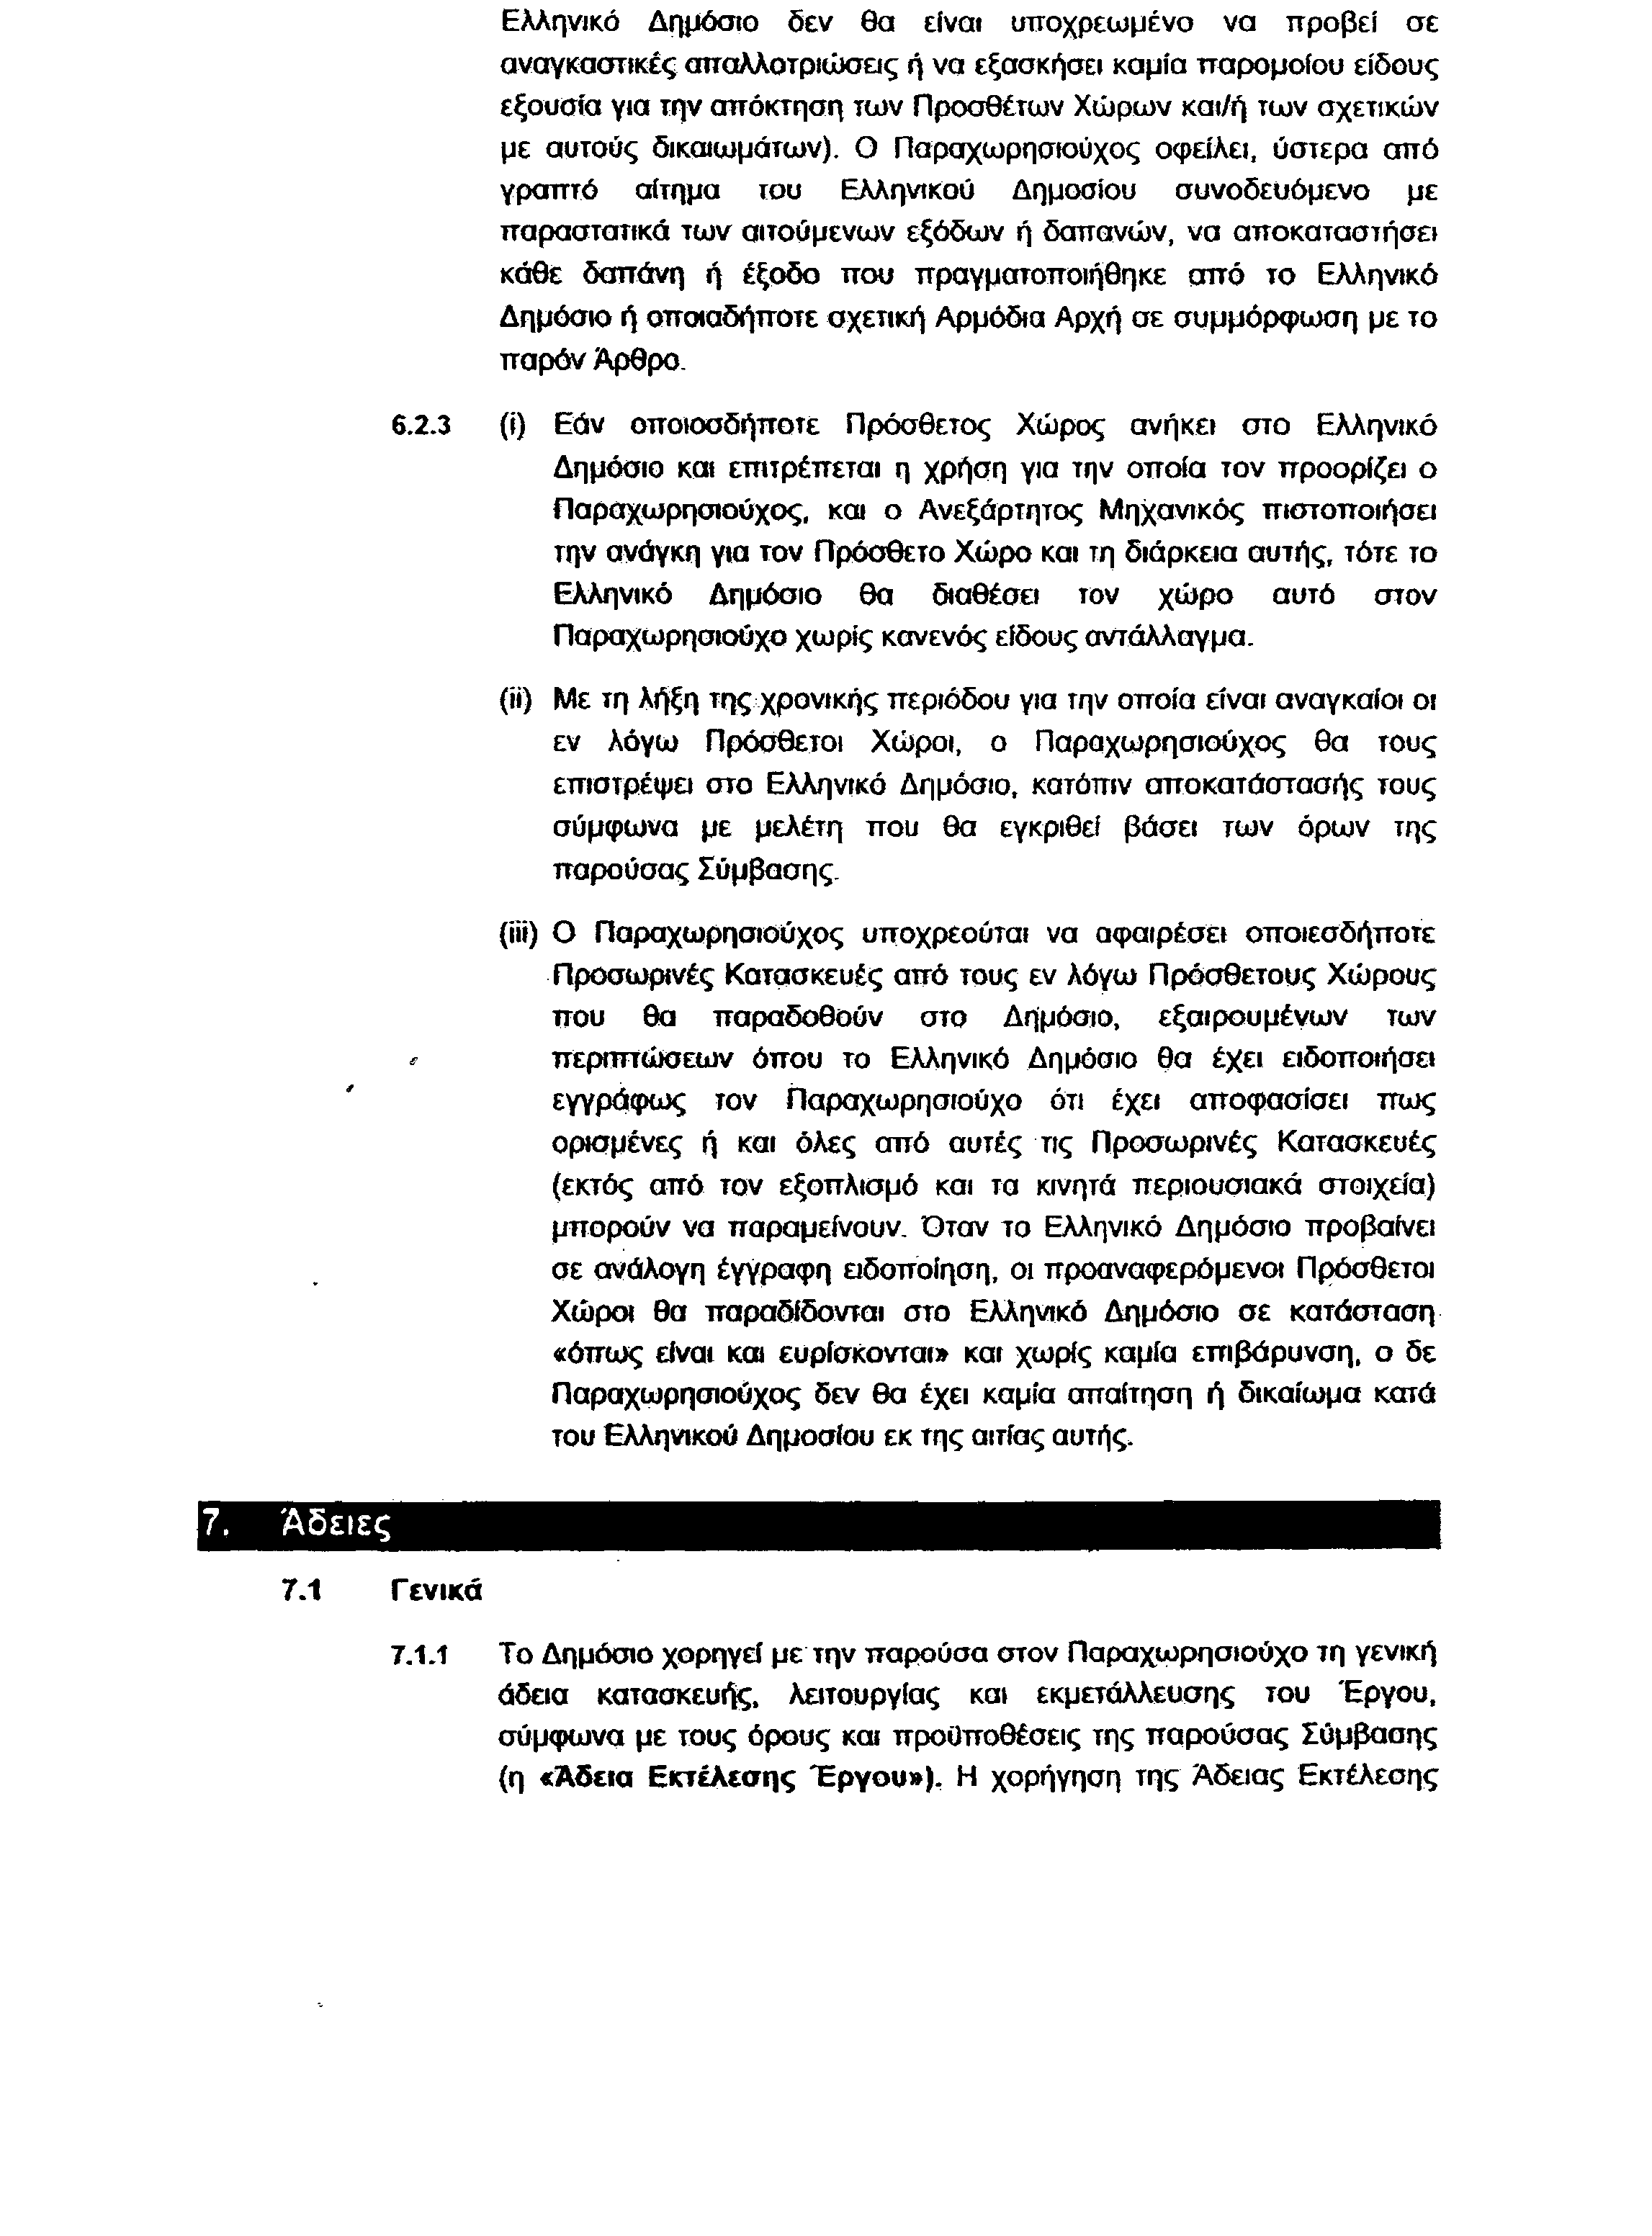 Ελληνικό Δημόσιο δεν θα είναι υποχρεωμένο να προβεί σε
αναγκαστικές απαλλοτριώσεις ή να εξασκήσει καμία παρομοίου είδους
εξουσία για την απόκτηση των Προσθέτων Χώρων και/ή των σχετικών
με αυτούς δικαιωμάτων). Ο Παραχωρησιούχος οφείλει, ύστερα από
γραπτό αίτημα του Ελληνικού Δημοσίου συνοδευόμενο με
παραστατικά των αιτούμενων εξόδων ή δαπανών, να αποκαταστήσει
κάθε δαπάνη ή έξοδο που πραγματοποιήθηκε από το Ελληνικό
Δημόσιο ή οποιαδήποτε σχετική Αρμόδια Αρχή σε συμμόρφωση με το
παρόν Άρθρο.
6.2.3 (i) Εάν οποιοσδήποτε Πρόσθετος Χώρος ανήκει στο Ελληνικό
Δημόσιο και επιτρέπεται η χρήση για την οποία τον προορίζει ο
Παραχωρησιούχος, και ο Ανεξάρτητος Μηχανικός πιστοποιήσει
την ανάγκη για τον Πρόσθετο Χώρο και τη διάρκεια αυτής, τότε το
Ελληνικό Δημόσιο θα διαθέσει τον χώρο αυτό στον
Παραχωρησιούχο χωρίς κανενός είδους αντάλλαγμα.
(ii) Με τη λήξη της χρονικής περιόδου για την οποία είναι αναγκαίοι οι
εν λόγω Πρόσθετοι Χώροι, ο Παραχωρησιούχος θα τους
επιστρέψει στο Ελληνικό Δημόσιο, κατόπιν αποκατάστασής τους
σύμφωνα με μελέτη που θα εγκριθεί βάσει των όρων της
παρούσας Σύμβασης.
(iii) Ο Παραχωρησιούχος υποχρεούται να αφαιρέσει οποιεσδήποτε
Προσωρινές Κατασκευές από τους εν λόγω Πρόσθετους Χώρους
που θα παραδοθούν στο Δημόσιο, εξαιρουμένων των
περιπτώσεων όπου το Ελληνικό Δημόσιο θα έχει ειδοποιήσει
εγγράφως τον Παραχωρησιούχο ότι έχει αποφασίσει πως
ορισμένες ή και όλες από αυτές τις Προσωρινές Κατασκευές
(εκτός από τον εξοπλισμό και τα κινητά περιουσιακά στοιχεία)
μπορούν να παραμείνουν. Όταν το Ελληνικό Δημόσιο προβαίνει
σε ανάλογη έγγραφη ειδοποίηση, οι προαναφερόμενοι Πρόσθετοι
Χώροι θα παραδίδονται στο Ελληνικό Δημόσιο σε κατάσταση
«όπως είναι και ευρίσκονται» και χωρίς καμία επιβάρυνση, ο δε
Παραχωρησιούχος δεν θα έχει καμία απαίτηση ή δικαίωμα κατά
του Ελληνικού Δημοσίου εκ της αιτίας αυτής.
7. Άδειες
7.1 Γενικά
7.1.1 Το Δημόσιο χορηγεί με την παρούσα στον Παραχωρησιούχο τη γενική
άδεια κατασκευής, λειτουργίας και εκμετάλλευσης του Έργου,
σύμφωνα με τους όρους και προϋποθέσεις της παρούσας Σύμβασης
(η «Άδεια Εκτέλεσης Έργου»). Η χορήγηση της Άδειας Εκτέλεσης